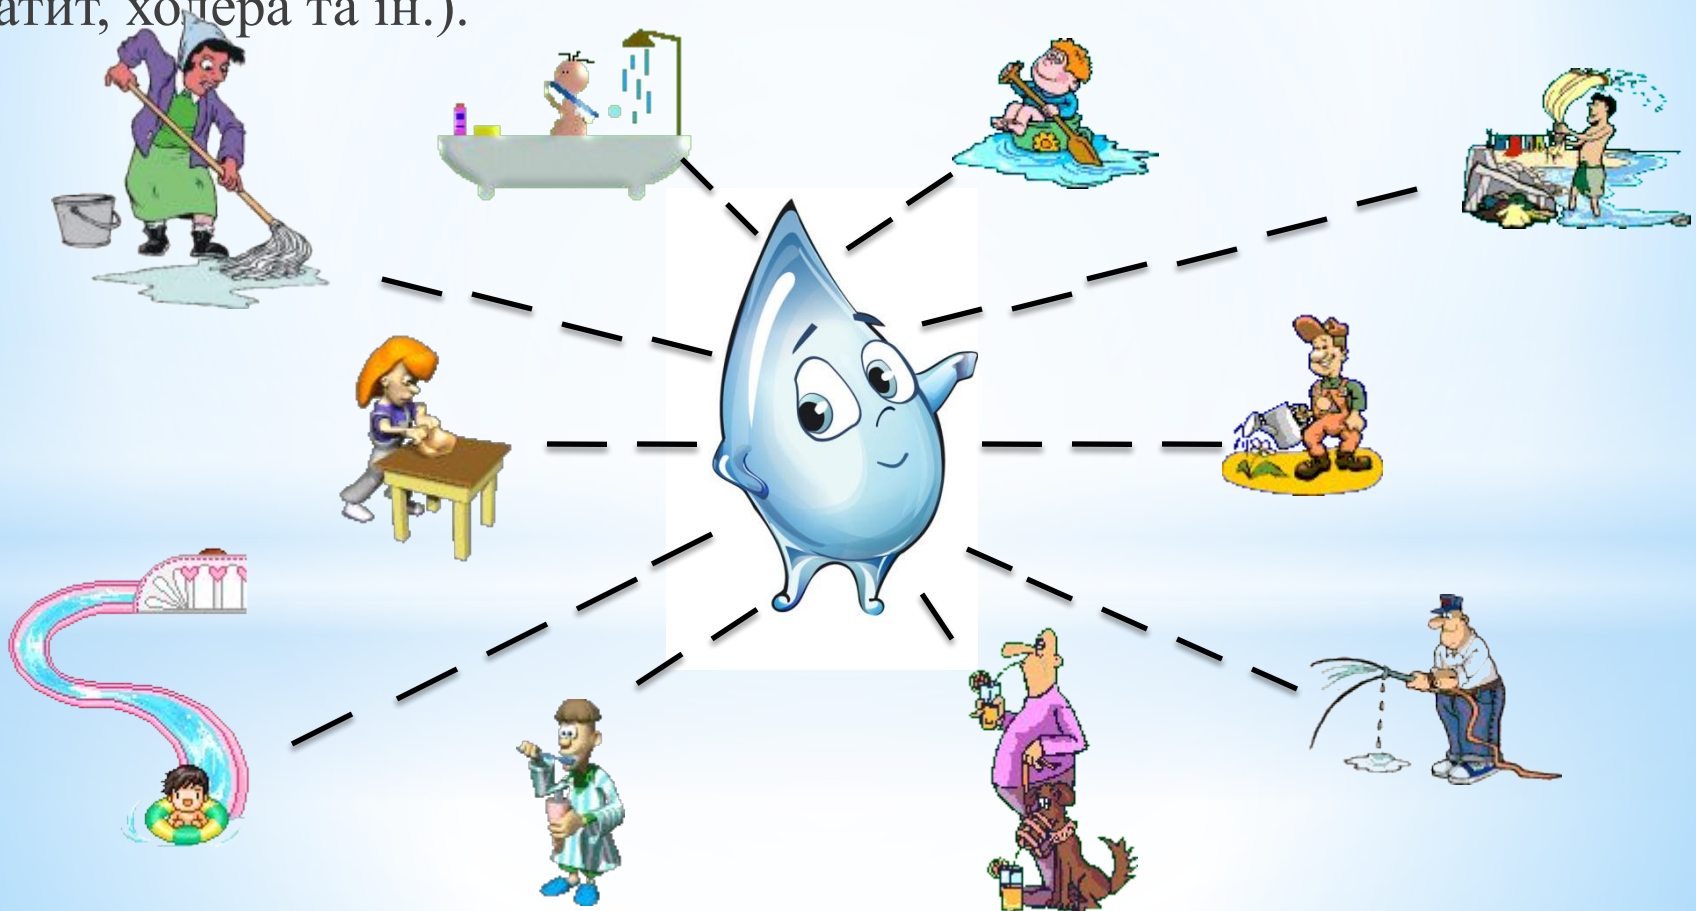 атит, холера та ін.).